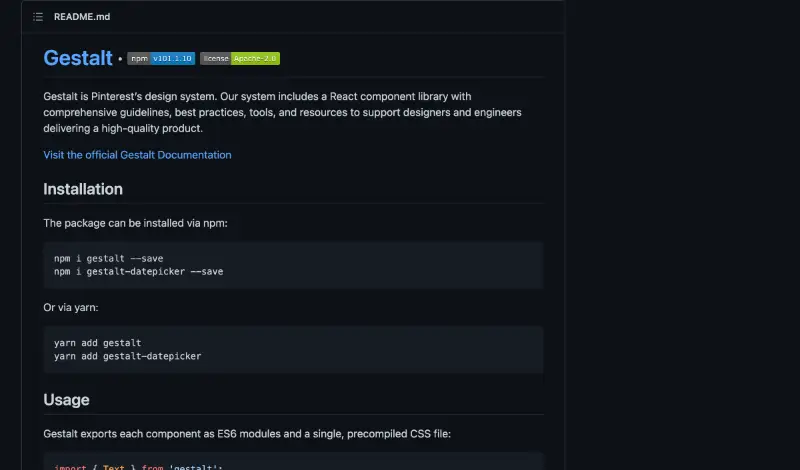 README.md
Gestalt • npm v101.1.10 license Apache-2.0
Gestalt is Pinterest's design system. Our system includes a React component library with
comprehensive guidelines, best practices, tools, and resources to support designers and engineers
delivering a high-quality product.
Visit the official Gestalt Documentation
Installation
The package can be installed via npm:
npm i gestalt --save
npm i gestalt-datepicker --save
Or via yarn:
yarn add gestalt
yarn add gestalt-datepicker
Usage
Gestalt exports each component as ES6 modules and a single, precompiled CSS file:
import { Text } from 'gestalt';